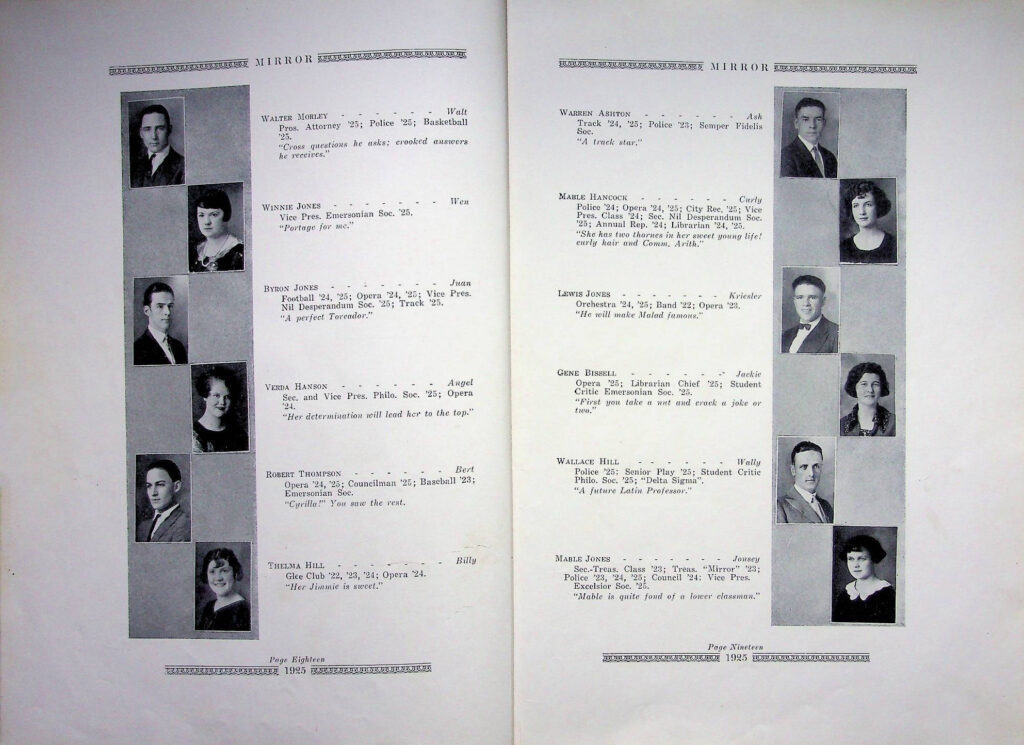 MIRROR
WALTER MORLEY - - - - - - Walt
Pros. Attorney '25; Police '25; Basketball
'25.
"Cross questions he asks; crooked answers
he receives."
WINNIE JONES - - - - - - Wen
Vice Pres. Emersonian Soc. '25.
"Portage for me."
BYRON JONES - - - - - - Juan
Football '24, '25; Opera '24, '25; Vice Pres.
Nil Desperandum Soc. '25; Track '25.
"A perfect Toreador."
VERDA HANSON - - - - - - Angel
Sec. and Vice Pres. Philo. Soc. '25; Opera
'24.
"Her determination will lead her to the top."
ROBERT THOMPSON - - - - - - Bert
Opera '24, '25; Councilman '25; Baseball '23;
Emersonian Soc.
"Cyrilla!" You saw the rest.
THELMA HILL - - - - - - Billy
Glee Club '22, '23, '24; Opera '24.
"Her Jimmie is sweet."
Page Eighteen
1925
MIRROR
WARREN ASHTON - - - - - - Ash
Track '24, '25; Police '23; Semper Fidelis
Soc.
"A track star."
MABLE HANCOCK - - - - - - Curly
Police '24; Opera '24, '25; City Rec. '25; Vice
Pres. Class '24; Sec. Nil Desperandum Soc.
'25; Annual Rep. '24; Librarian '24, '25.
"She has two thornes in her sweet young life!
curly hair and Comm. Arith."
LEWIS JONES - - - - - - Kriesler
Orchestra '24, '25; Band '22; Opera '23.
"He will make Malad famous."
GENE BISSELL - - - - - - Jackie
Opera '25; Librarian Chief '25; Student
Critic Emersonian Soc. '25.
"First you take a nut and crack a joke or
two."
WALLACE HILL - - - - - - Wally
Police '25; Senior Play '25; Student Critic
Philo. Soc. '25; "Delta Sigma".
"A future Latin Professor."
MABLE JONES - - - - - - Jonsey
Sec.-Treas. Class '23; Treas. "Mirror" '23;
Police '23, '24, '25; Council '24: Vice Pres.
Excelsior Soc. '25.
"Mable is quite fond of a lower classman."
Page Nineteen
1925